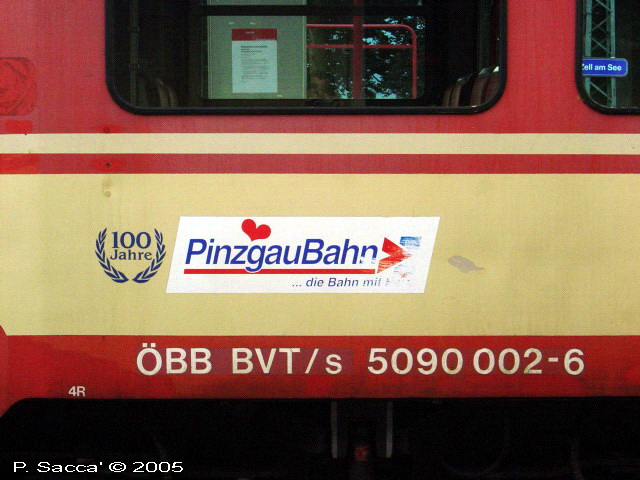 Zell am See
100
Jahre
PinzgauBahn
... die Bahn mit
ÖBB BVT/s 5090 002-6
4R
P. Sacca' © 2005